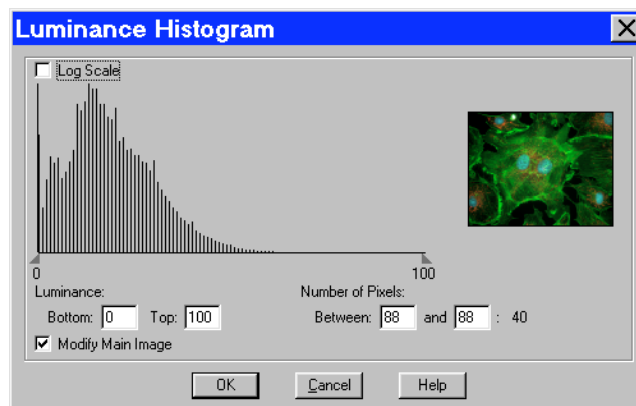 Luminance Histogram
Log Scale
0 100
Luminance: Number of Pixels:
Bottom: 0 Top: 100 Between: 88 and 88 : 40
Modify Main Image
OK Cancel Help